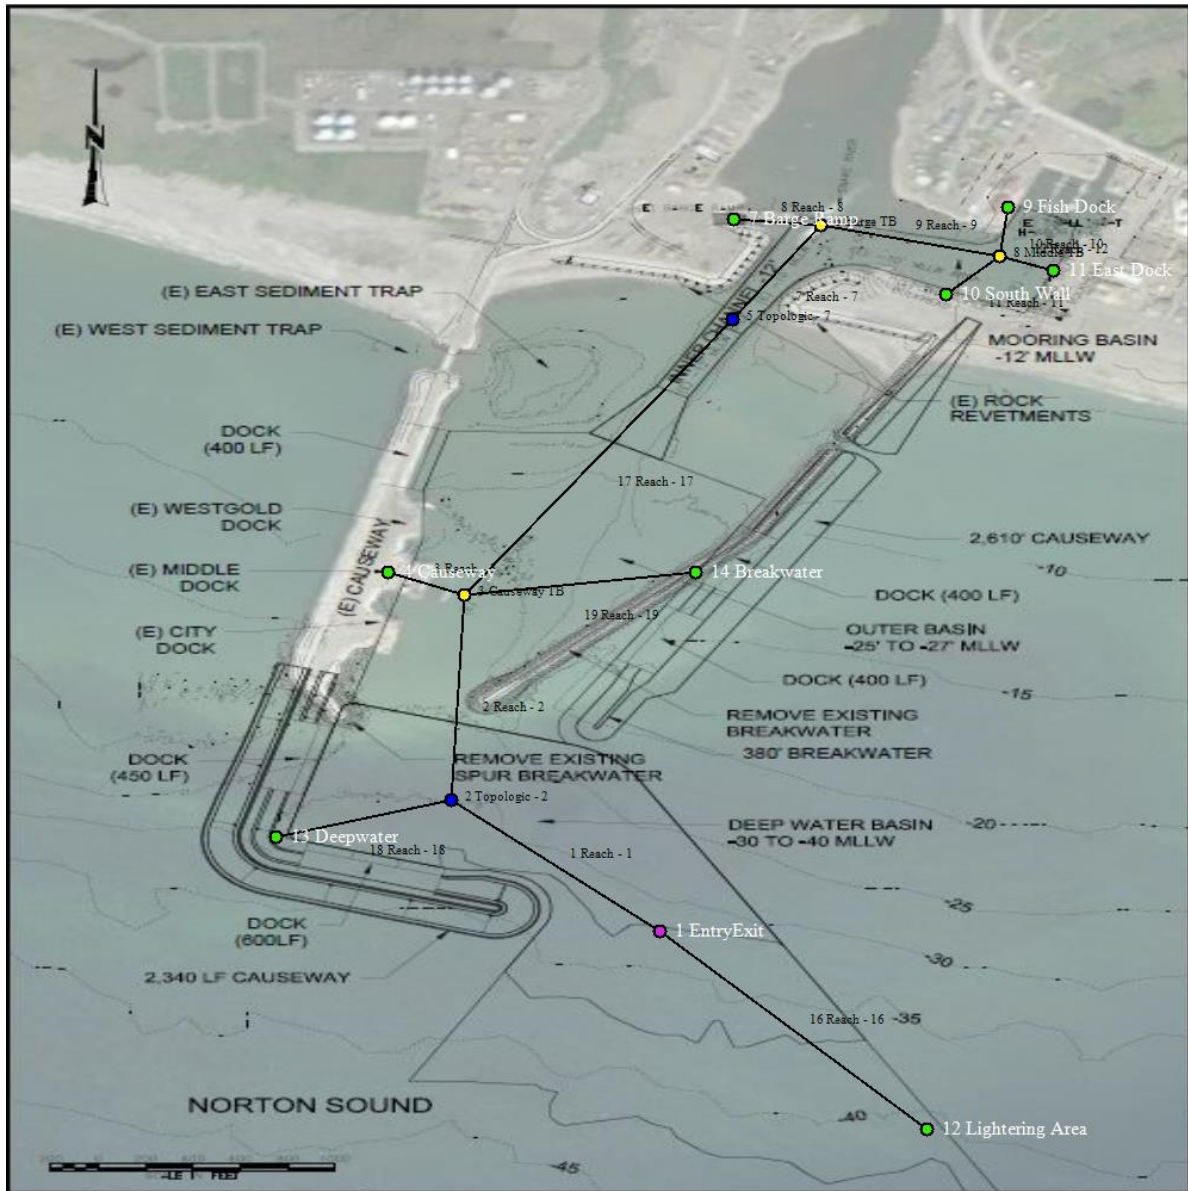 N
8 Reach - 8
7 Barge Ramp
9 Reach - 9
9 Fish Dock
10 Reach - 10
8 Middle TB
11 East Dock
10 South Wall
11 Reach - 11
(E) EAST SEDIMENT TRAP
7 Reach - 7
5 Topologic - 7
(E) WEST SEDIMENT TRAP
MOORING BASIN
-12' MLLW
(E) ROCK
REVETMENTS
DOCK
(400 LF)
17 Reach - 17
(E) WESTGOLD
DOCK
(E) CAUSEWAY
2,610' CAUSEWAY
(E) MIDDLE
DOCK
4 Causeway
3 Causeway TB
14 Breakwater
-10
DOCK (400 LF)
(E) CITY
DOCK
19 Reach - 19
OUTER BASIN
-25' TO -27' MLLW
DOCK (400 LF)
-15
2 Reach - 2
REMOVE EXISTING
BREAKWATER
380' BREAKWATER
DOCK
(450 LF)
REMOVE EXISTING
SPUR BREAKWATER
2 Topologic - 2
DEEP WATER BASIN
-30 TO -40 MLLW
-20
13 Deepwater
18 Reach - 18
1 Reach - 1
-25
DOCK
(600LF)
1 EntryExit
-30
2,340 LF CAUSEWAY
16 Reach - 16
-35
NORTON SOUND
-40
12 Lightering Area
-45
SCALE IN FEET